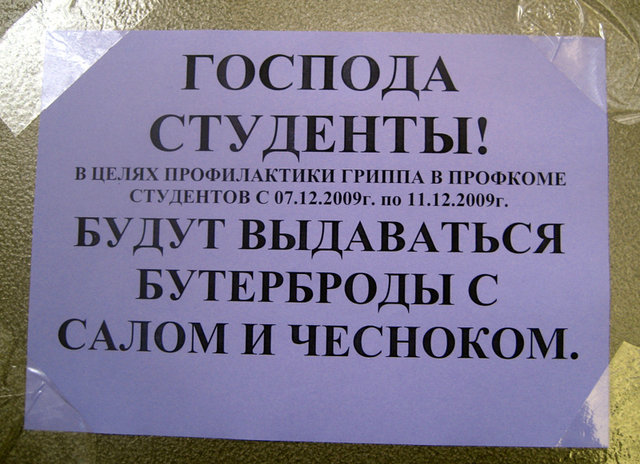 ГОСПОДА
СТУДЕНТЫ!
В ЦЕЛЯХ ПРОФИЛАКТИКИ ГРИППА В ПРОФКОМЕ
СТУДЕНТОВ С 07.12.2009г. по 11.12.2009г.
БУДУТ ВЫДАВАТЬСЯ
БУТЕРБРОДЫ С
САЛОМ И ЧЕСНОКОМ.